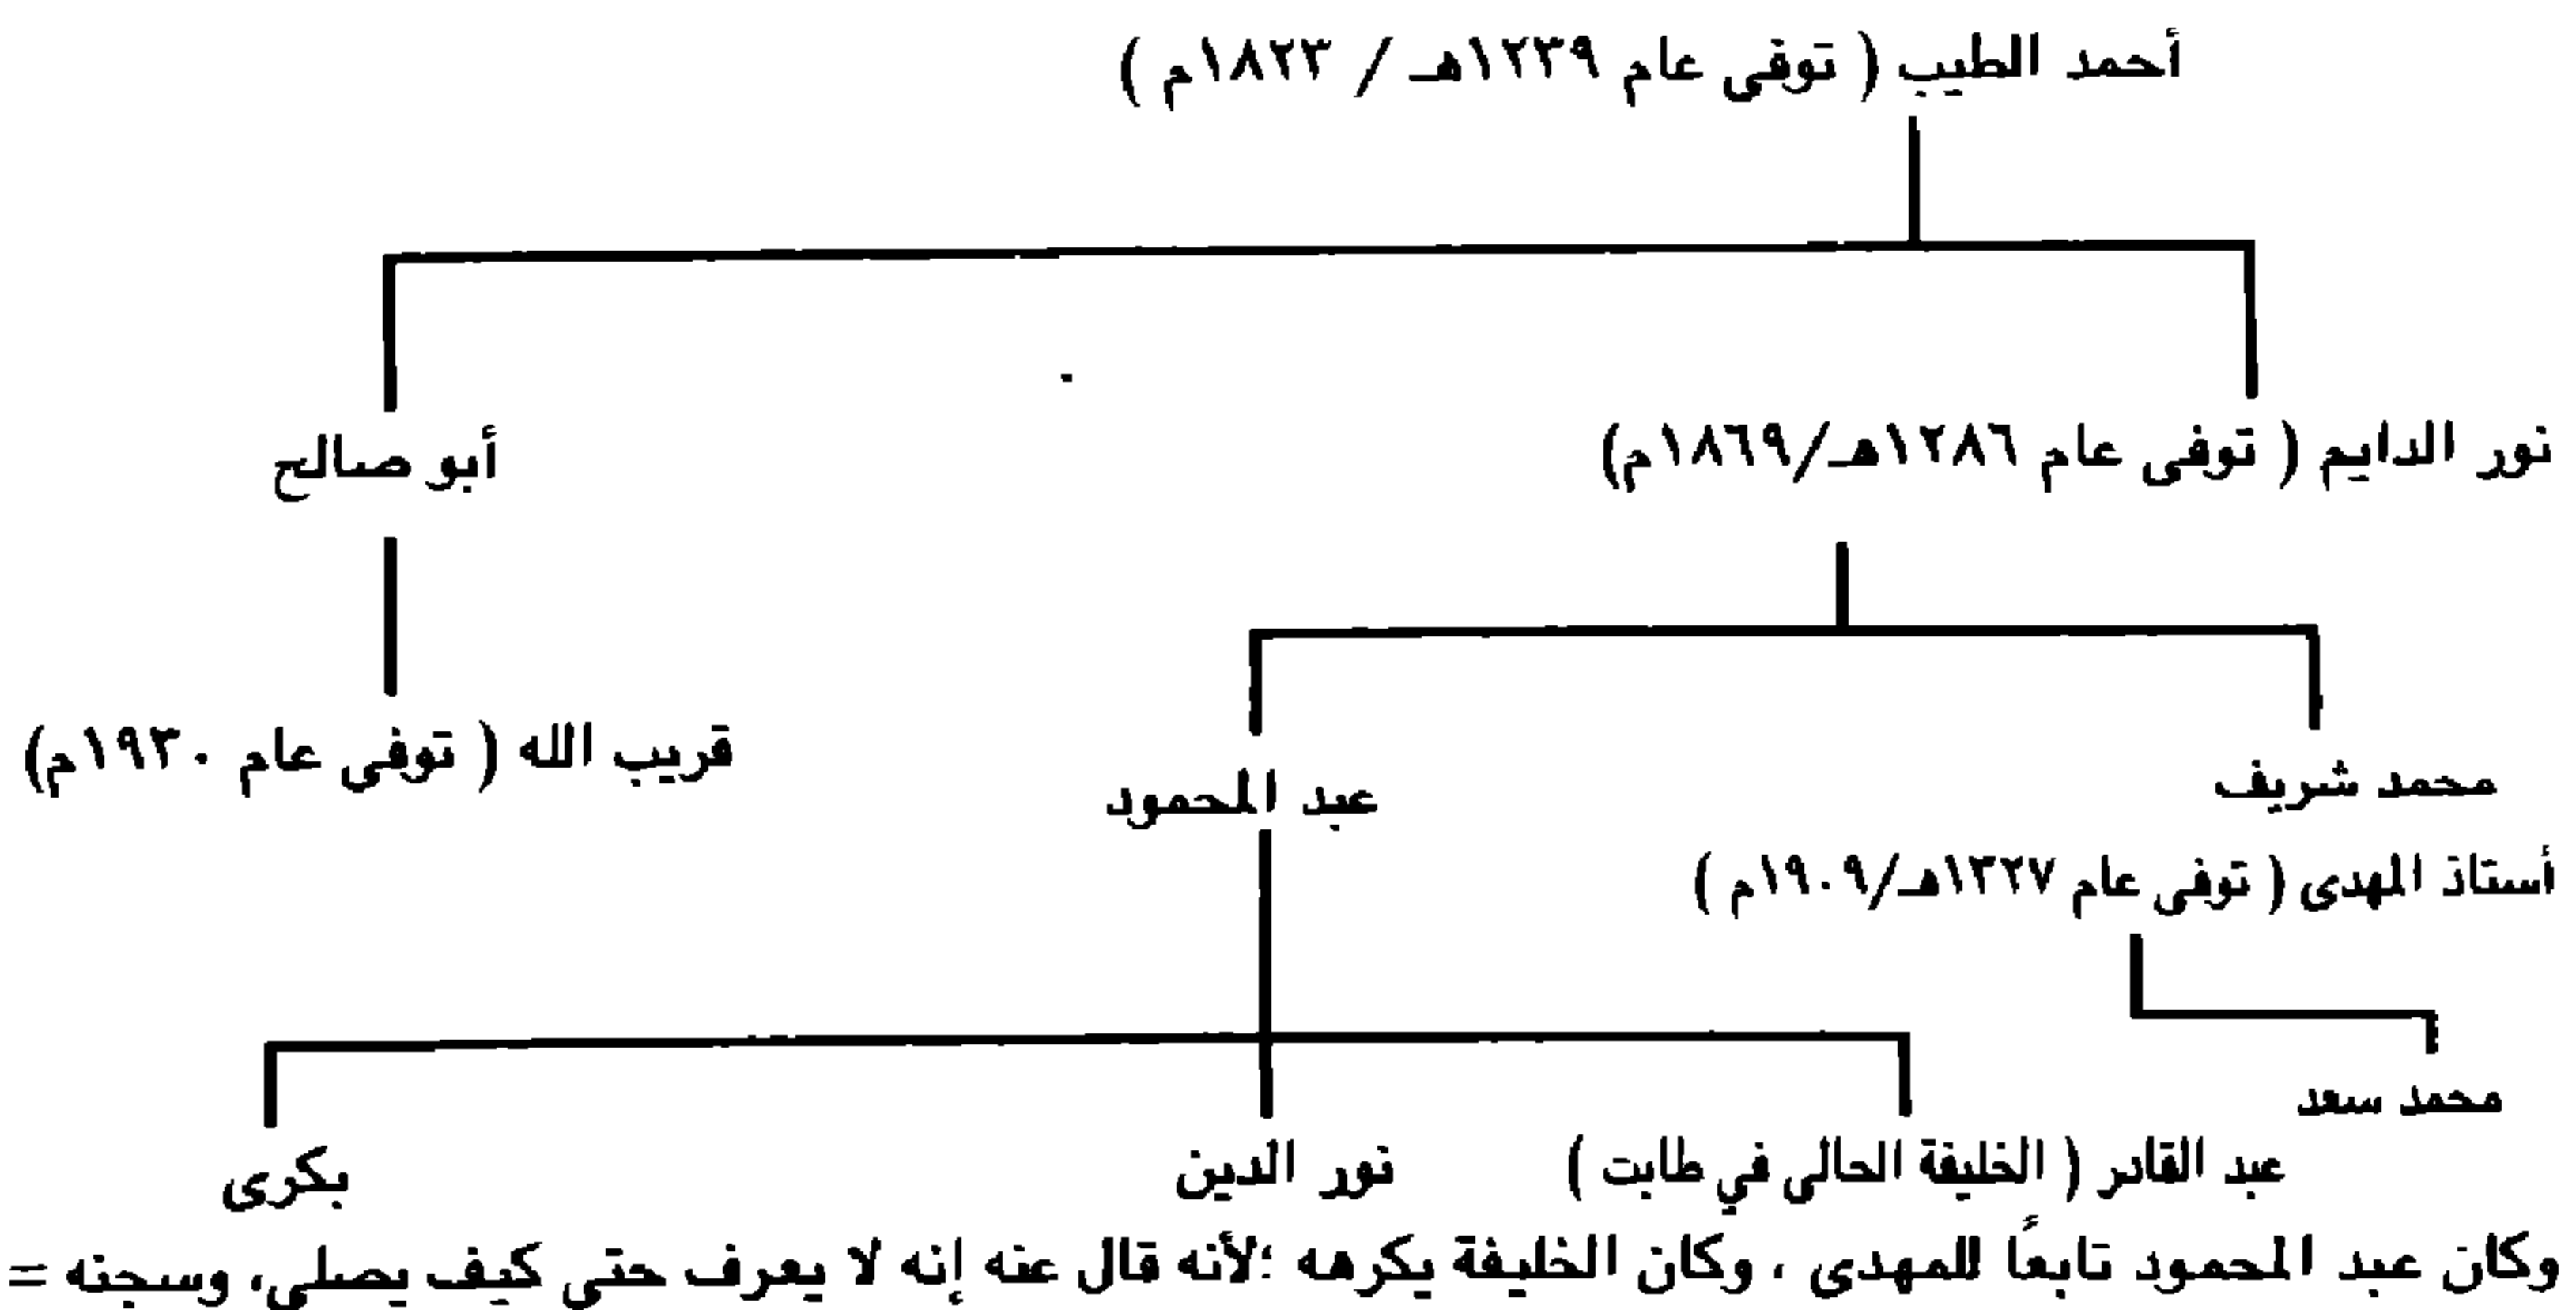 أحمد الطيب ( توفى عام ١٢٣٩هـ / ١٨٢٣م )
نور الدايم ( توفى عام ١٢٨٦هـ/١٨٦٩م)
أبو صالح
محمد شريف
عبد المحمود
قريب الله ( توفى عام ١٩٣٠م)
أستاذ المهدى ( توفى عام ١٣٢٧هـ/١٩٠٩م )
محمد سعد
عبد القادر ( الخليفة الحالى في طابت )
نور الدين
بكرى
وكان عبد المحمود تابعًا للمهدى ، وكان الخليفة يكرهه ؛لأنه قال عنه إنه لا يعرف حتى كيف يصلى، وسجنه =